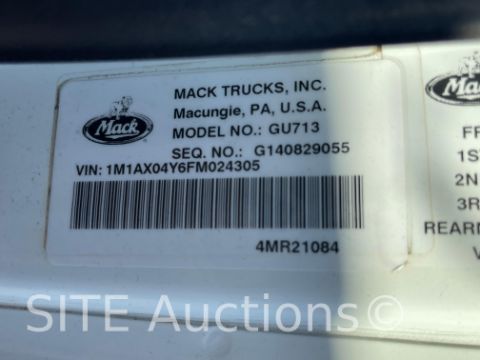 Mack
MACK TRUCKS, INC.
Macungie, PA, U.S.A.
MODEL NO.: GU713
SEQ. NO.: G140829055
VIN: 1M1AX04Y6FM024305
4MR21084
Mack
FR
1S
2N
3R
REARM
V
SITE Auctions©